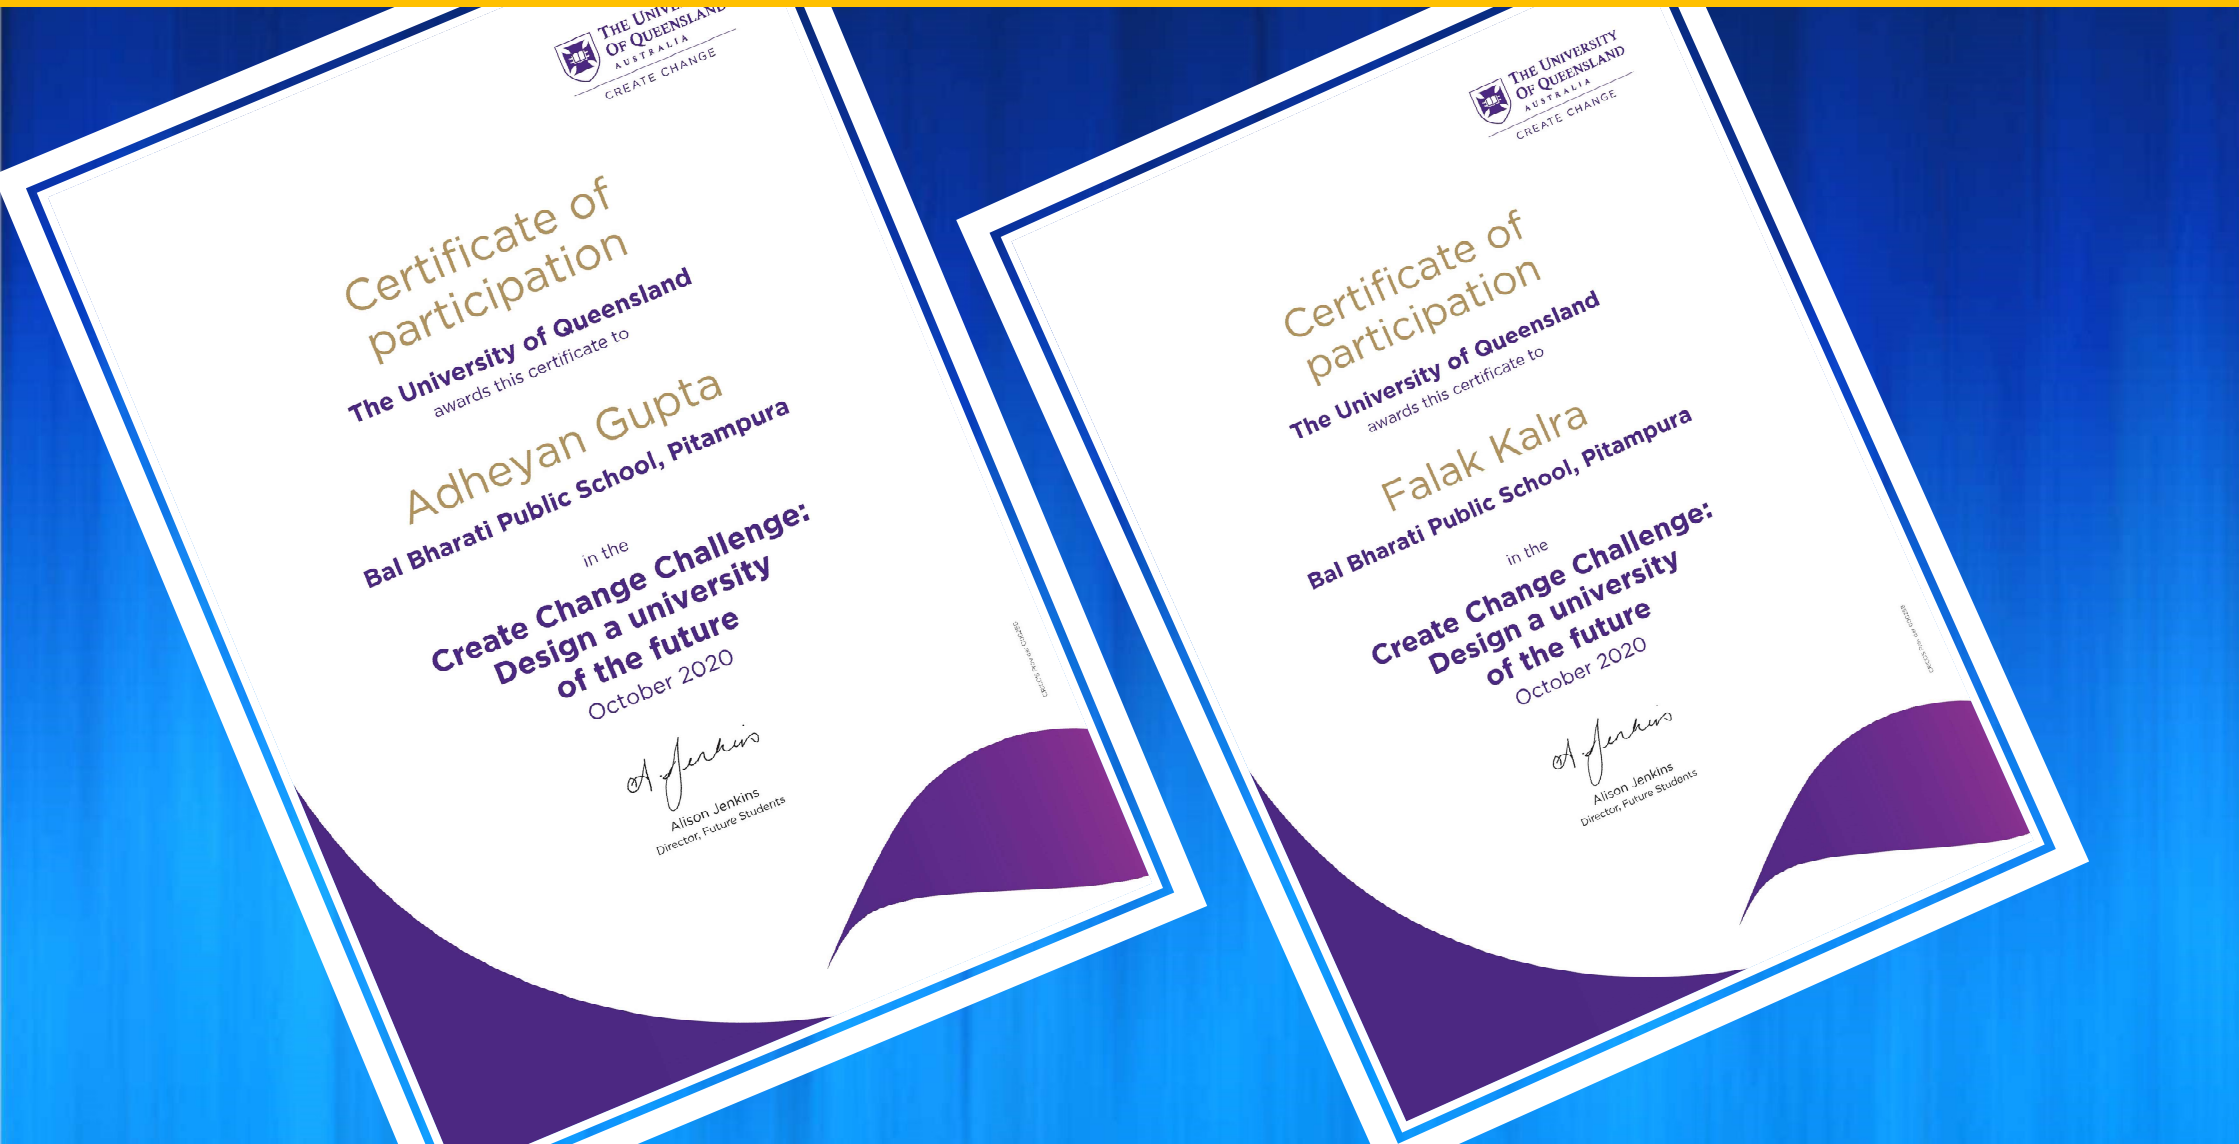 THE UNIVE
OF QUEENSLAND
AUSTRALIA
CREATE CHANGE
Certificate of
participation
The University of Queensland
awards this certificate to
Adheyan Gupta
Bal Bharati Public School, Pitampura
in the
Create Change Challenge:
Design a university
of the future
October 2020
A Jenkins
Alison Jenkins
Director, Future Students
THE UNIVERSITY
OF QUEENSLAND
AUSTRALIA
CREATE CHANGE
Certificate of
participation
The University of Queensland
awards this certificate to
Falak Kalra
Bal Bharati Public School, Pitampura
in the
Create Change Challenge:
Design a university
of the future
October 2020
A Jenkins
Alison Jenkins
Director, Future Students